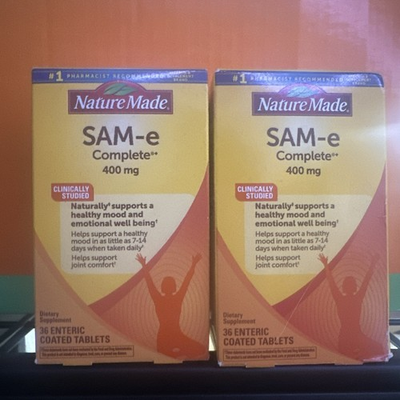 #1 PHARMACIST RECOMMENDED
NatureMade
SAM-e
Complete**
400 mg
CLINICALLY
STUDIED
Naturally‡ supports a
healthy mood and
emotional well being†
Helps support a healthy
mood in as little as 7-14
days when taken daily†
Helps support
joint comfort†
Dietary
Supplement
36 ENTERIC
COATED TABLETS
#1 PHARMACIST RECOMMENDED
NatureMade
SAM-e
Complete**
400 mg
CLINICALLY
STUDIED
Naturally‡ supports a
healthy mood and
emotional well being†
Helps support a healthy
mood in as little as 7-14
days when taken daily†
Helps support
joint comfort†
Dietary
Supplement
36 ENTERIC
COATED TABLETS